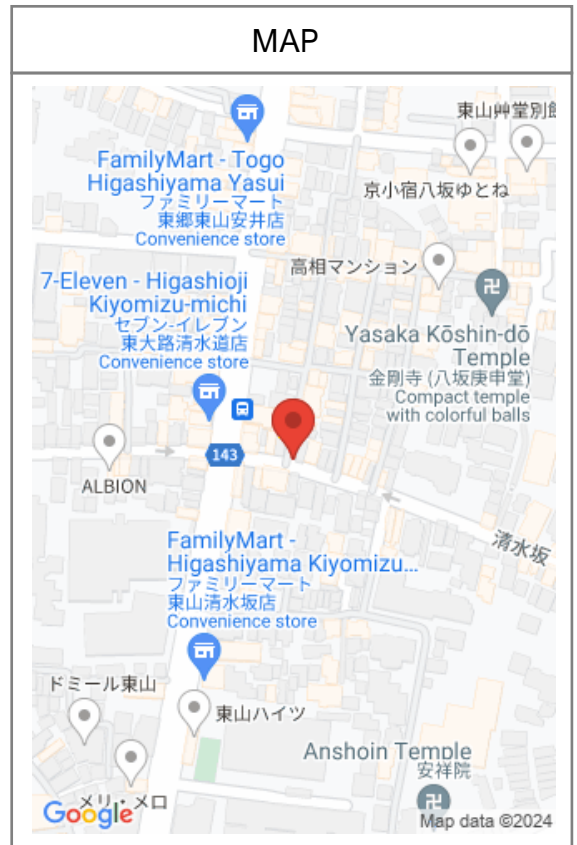 MAP
東山艸堂別館
FamilyMart - Togo
Higashiyama Yasui
ファミリーマート
東郷東山安井店
Convenience store
京小宿八坂ゆとね
高相マンション
7-Eleven - Higashioji
Kiyomizu-michi
セブン-イレブン
東大路清水道店
Convenience store
Yasaka Kōshin-dō
Temple
金剛寺 (八坂庚申堂)
Compact temple
with colorful balls
143
ALBION
清水坂
FamilyMart -
Higashiyama Kiyomizu...
ファミリーマート
東山清水坂店
Convenience store
ドミール東山
東山ハイツ
Anshoin Temple
安祥院
メリ・メロ
Google
Map data ©2024